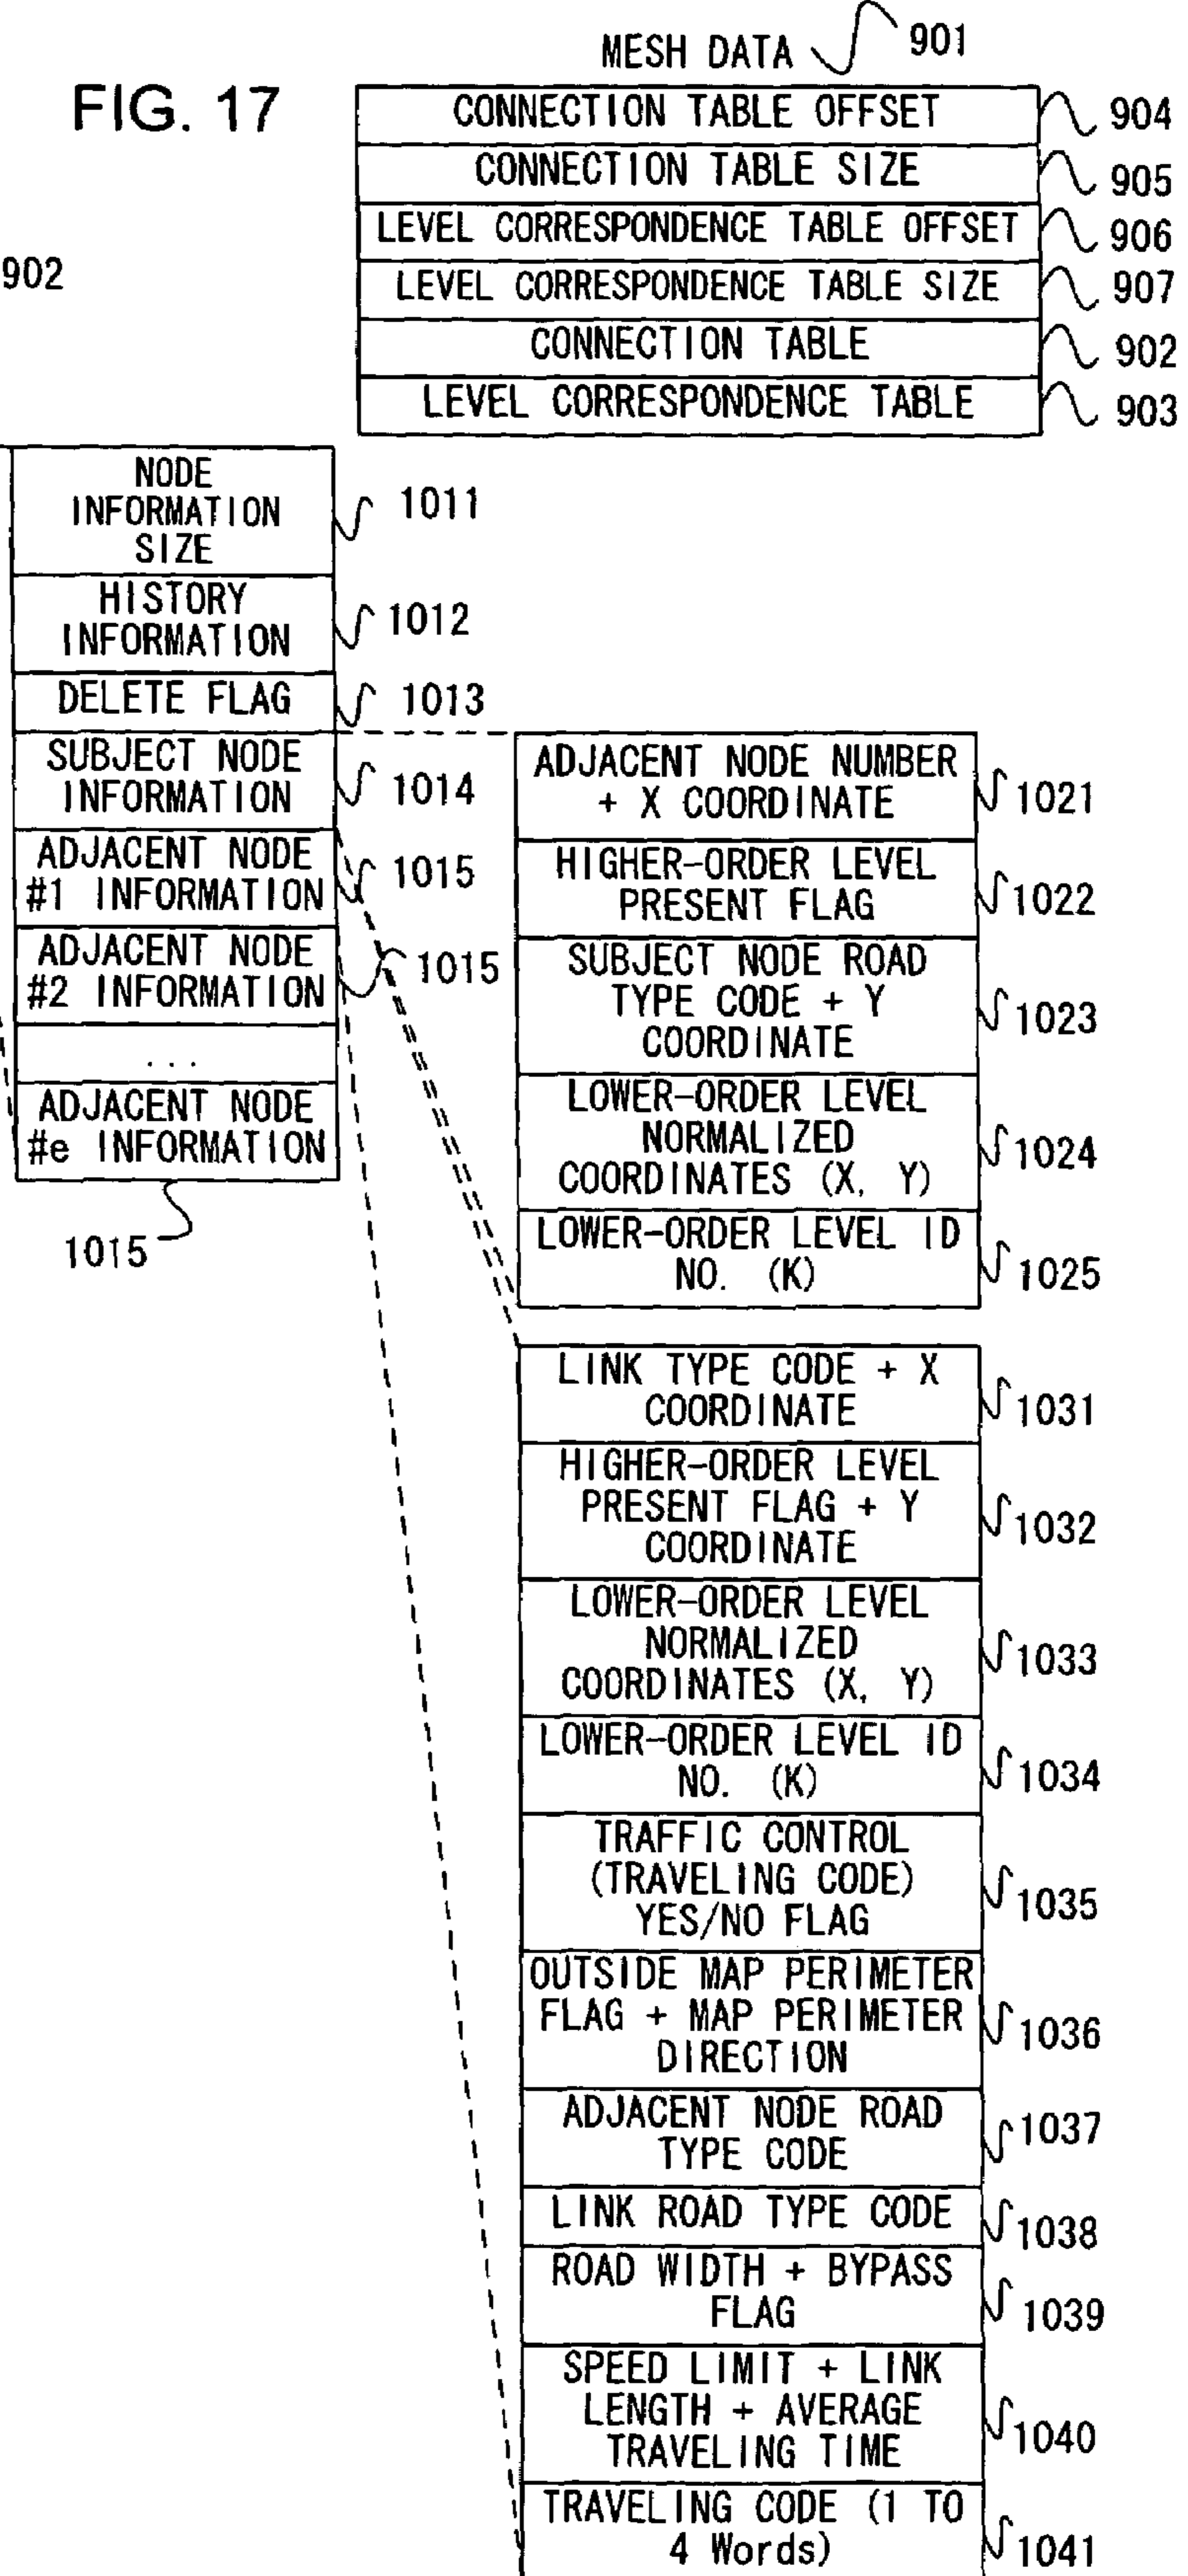 FIG. 17
MESH DATA 901
CONNECTION TABLE OFFSET 904
CONNECTION TABLE SIZE 905
LEVEL CORRESPONDENCE TABLE OFFSET 906
LEVEL CORRESPONDENCE TABLE SIZE 907
CONNECTION TABLE 902
LEVEL CORRESPONDENCE TABLE 903
902
NODE
INFORMATION
SIZE
1011
HISTORY
INFORMATION
1012
DELETE FLAG 1013
SUBJECT NODE
INFORMATION
1014
ADJACENT NODE
#1 INFORMATION
1015
ADJACENT NODE
#2 INFORMATION
1015
...
ADJACENT NODE
#e INFORMATION
1015
ADJACENT NODE NUMBER
+ X COORDINATE
1021
HIGHER-ORDER LEVEL
PRESENT FLAG
1022
SUBJECT NODE ROAD
TYPE CODE + Y
COORDINATE
1023
LOWER-ORDER LEVEL
NORMALIZED
COORDINATES (X, Y)
1024
LOWER-ORDER LEVEL ID
NO. (K)
1025
LINK TYPE CODE + X
COORDINATE
1031
HIGHER-ORDER LEVEL
PRESENT FLAG + Y
COORDINATE
1032
LOWER-ORDER LEVEL
NORMALIZED
COORDINATES (X, Y)
1033
LOWER-ORDER LEVEL ID
NO. (K)
1034
TRAFFIC CONTROL
(TRAVELING CODE)
YES/NO FLAG
1035
OUTSIDE MAP PERIMETER
FLAG + MAP PERIMETER
DIRECTION
1036
ADJACENT NODE ROAD
TYPE CODE
1037
LINK ROAD TYPE CODE 1038
ROAD WIDTH + BYPASS
FLAG
1039
SPEED LIMIT + LINK
LENGTH + AVERAGE
TRAVELING TIME
1040
TRAVELING CODE (1 TO
4 Words)
1041